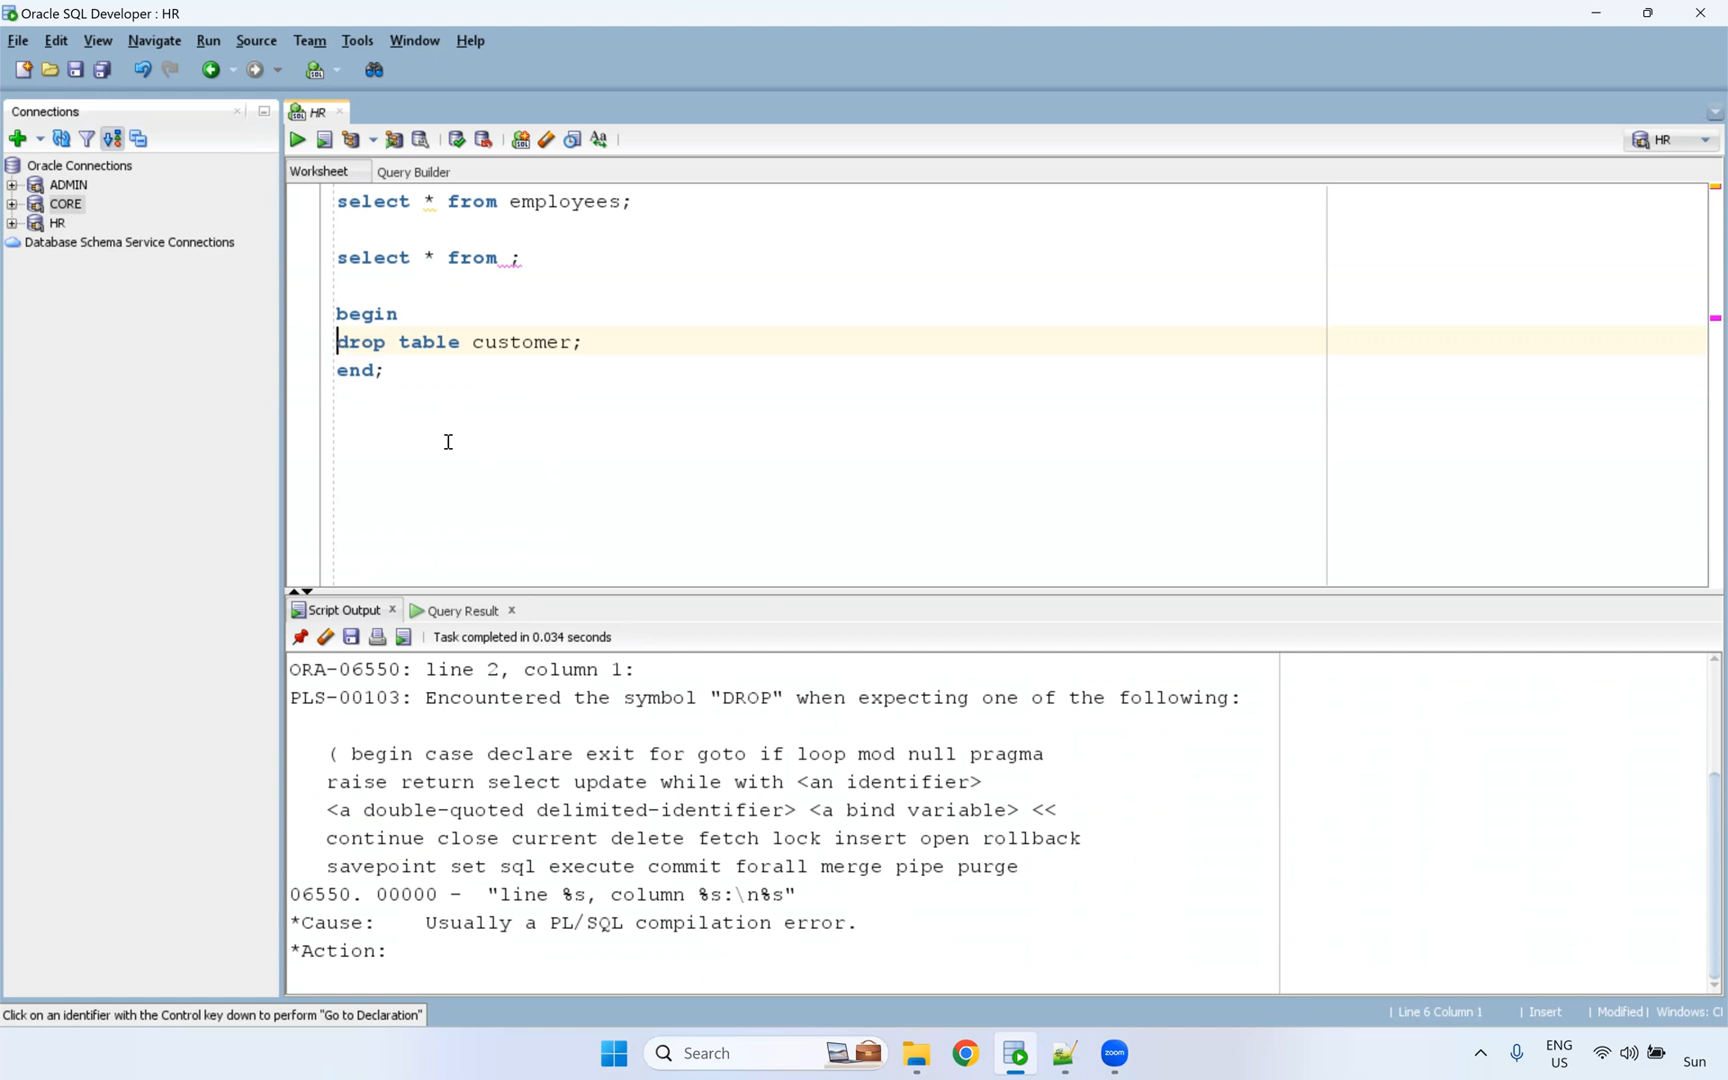 Oracle SQL Developer : HR
File Edit View Navigate Run Source Team Tools Window Help
Connections
Oracle Connections
ADMIN
CORE
HR
Database Schema Service Connections
HR
HR
Worksheet Query Builder
select * from employees;
select * from ;
begin
drop table customer;
end;
Script Output Query Result
Task completed in 0.034 seconds
ORA-06550: line 2, column 1:
PLS-00103: Encountered the symbol "DROP" when expecting one of the following:
( begin case declare exit for goto if loop mod null pragma
raise return select update while with <an identifier>
<a double-quoted delimited-identifier> <a bind variable> <<
continue close current delete fetch lock insert open rollback
savepoint set sql execute commit forall merge pipe purge
06550. 00000 - "line %s, column %s:\n%s"
*Cause: Usually a PL/SQL compilation error.
*Action:
Click on an identifier with the Control key down to perform "Go to Declaration"
| Line 6 Column 1 | Insert | Modified | Windows: Cl
Search
zoom
ENG
US
Sun